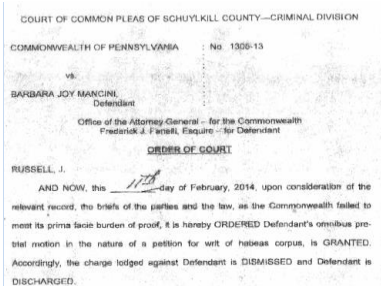 COURT OF COMMON PLEAS OF SCHUYLKILL COUNTY—CRIMINAL DIVISION
COMMONWEALTH OF PENNSYLVANIA : No. 1305-13
vs. :
BARBARA JOY MANCINI,
Defendant :
Office of the Attorney General – for the Commonwealth
Frederick J. Fanelli, Esquire – for Defendant
ORDER OF COURT
RUSSELL, J.
AND NOW, this 11th day of February, 2014, upon consideration of the
relevant record, the briefs of the parties and the law, as the Commonwealth failed to
meet its prima facie burden of proof, it is hereby ORDERED Defendant's omnibus pre-
trial motion in the nature of a petition for writ of habeas corpus, is GRANTED.
Accordingly, the charge lodged against Defendant is DISMISSED and Defendant is
DISCHARGED.